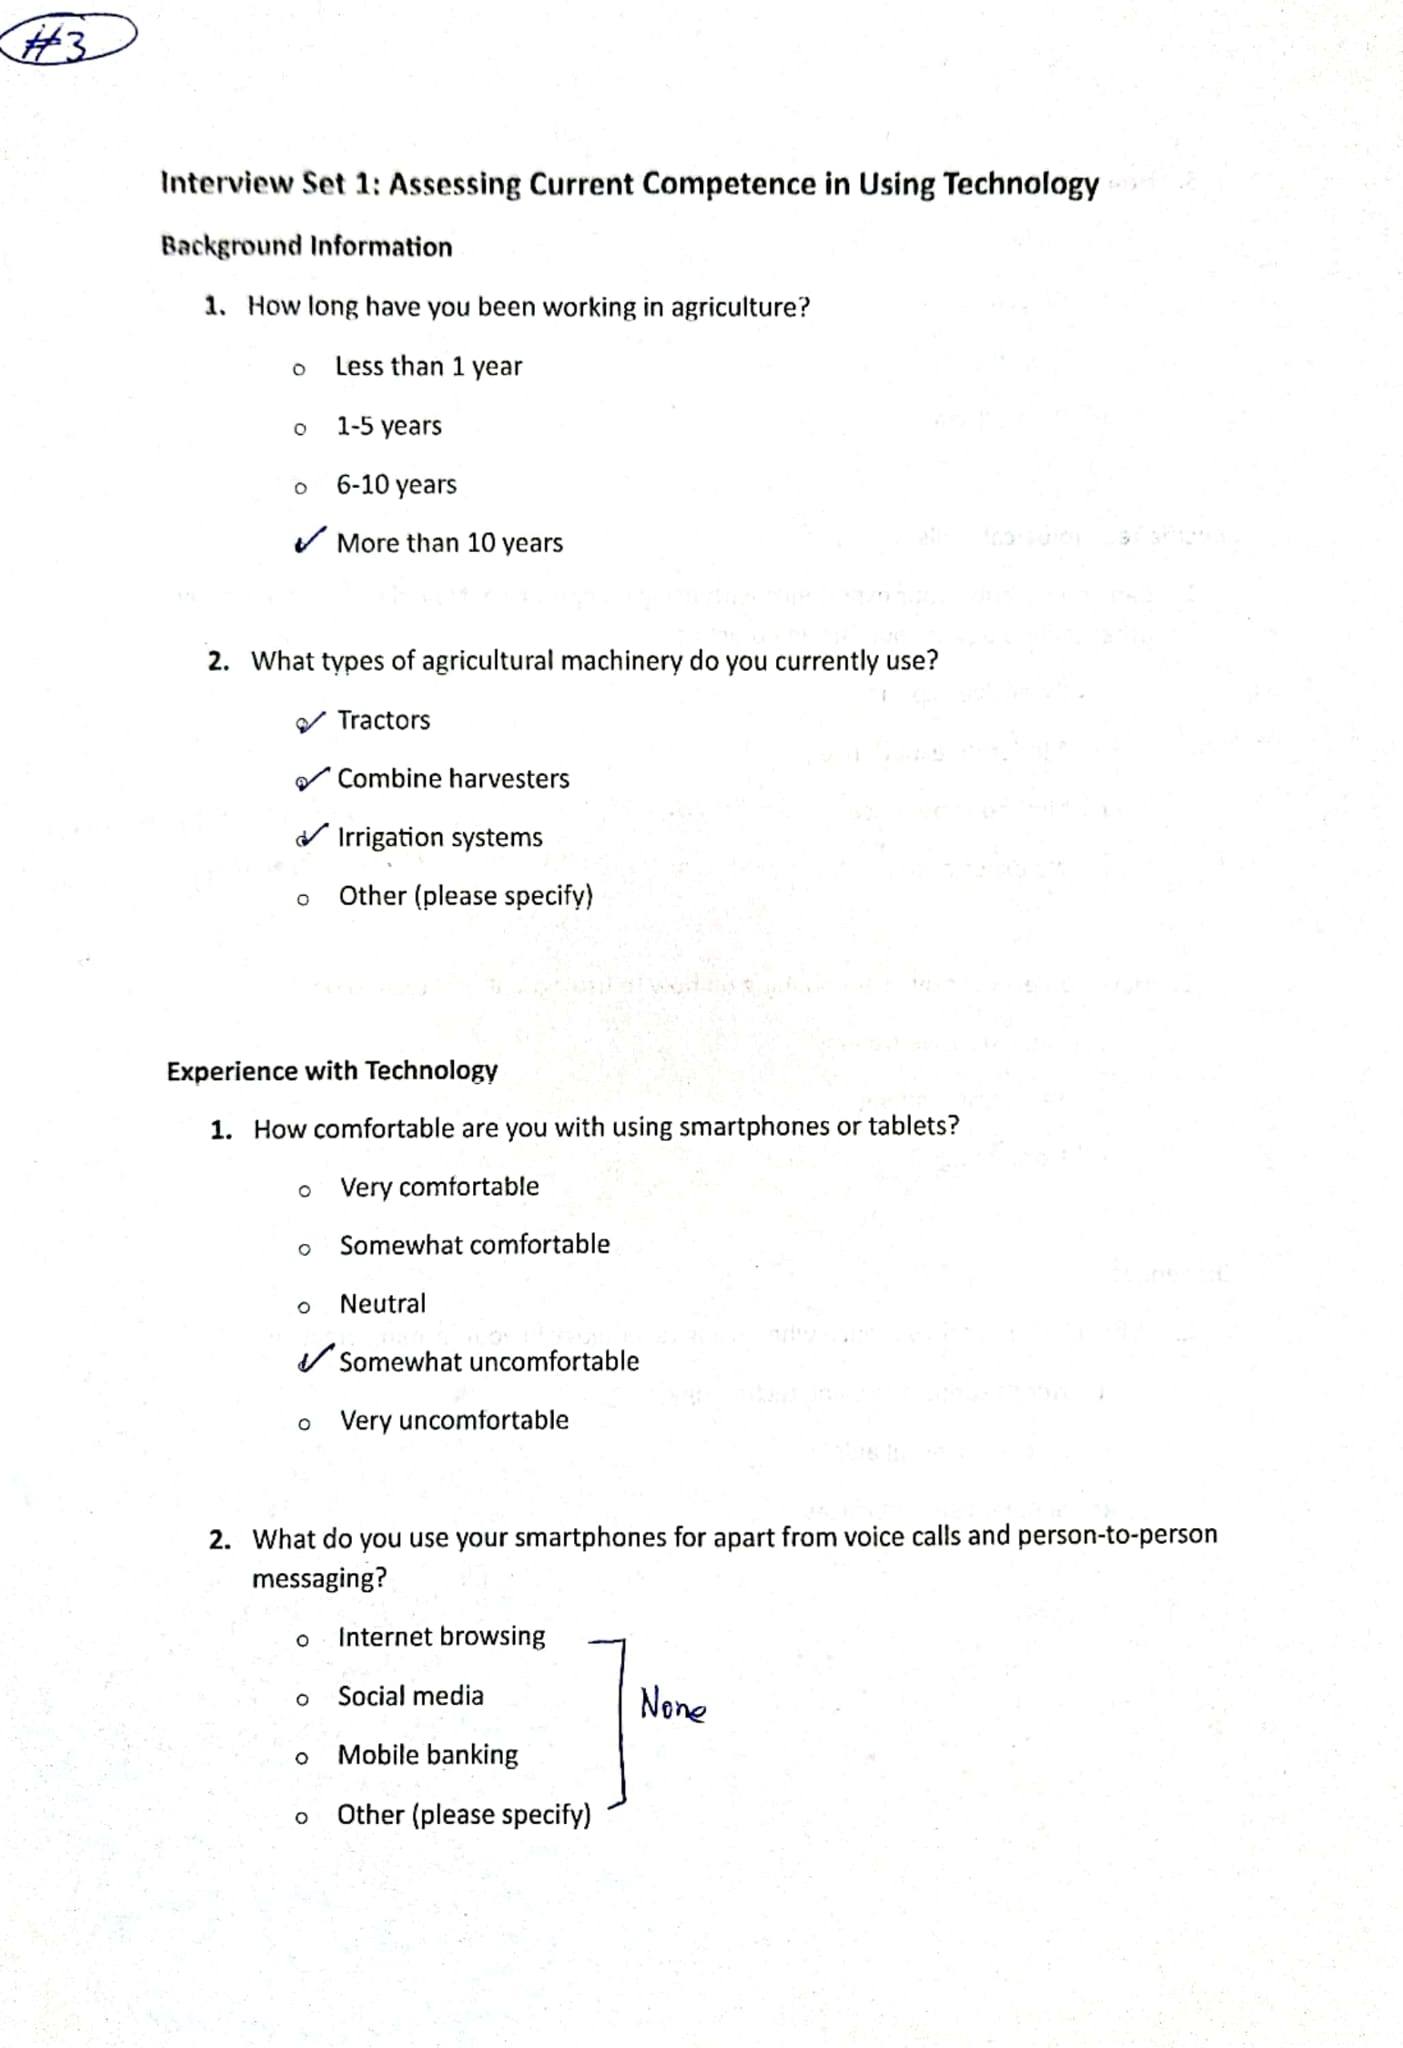 #3
Interview Set 1: Assessing Current Competence in Using Technology
Background Information
1. How long have you been working in agriculture?
o Less than 1 year
o 1-5 years
o 6-10 years
✓ More than 10 years
2. What types of agricultural machinery do you currently use?
✓ Tractors
✓ Combine harvesters
✓ Irrigation systems
o Other (please specify)
Experience with Technology
1. How comfortable are you with using smartphones or tablets?
o Very comfortable
o Somewhat comfortable
o Neutral
✓ Somewhat uncomfortable
o Very uncomfortable
2. What do you use your smartphones for apart from voice calls and person-to-person
messaging?
o Internet browsing
o Social media
None
o Mobile banking
o Other (please specify)